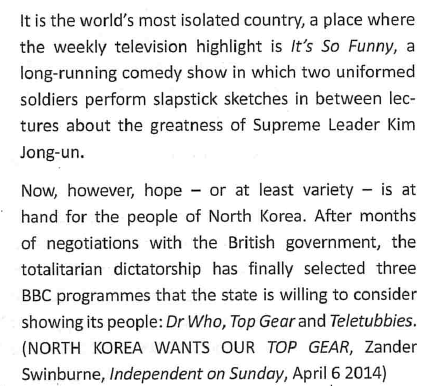 It is the world's most isolated country, a place where
the weekly television highlight is It's So Funny, a
long-running comedy show in which two uniformed
soldiers perform slapstick sketches in between lec-
tures about the greatness of Supreme Leader Kim
Jong-un.
Now, however, hope – or at least variety – is at
hand for the people of North Korea. After months
of negotiations with the British government, the
totalitarian dictatorship has finally selected three
BBC programmes that the state is willing to consider
showing its people: Dr Who, Top Gear and Teletubbies.
(NORTH KOREA WANTS OUR TOP GEAR, Zander
Swinburne, Independent on Sunday, April 6 2014)